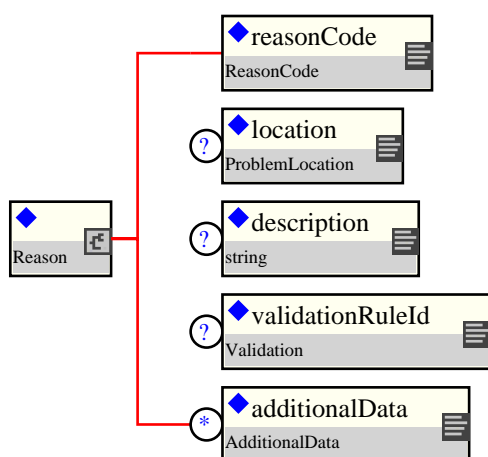 reasonCode
ReasonCode
?
location
ProblemLocation
Reason
?
description
string
?
validationRuleId
Validation
*
additionalData
AdditionalData